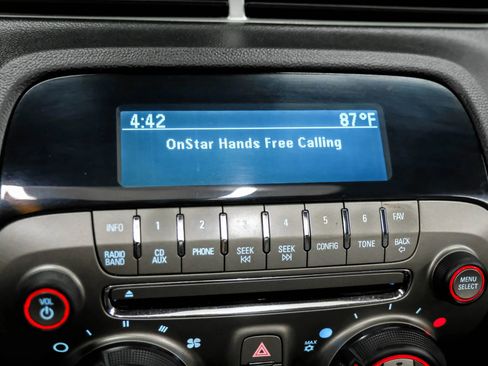 4:42 87°F
OnStar Hands Free Calling
INFO 1 2 3 4 5 6 FAV
RADIO BAND CD AUX PHONE SEEK SEEK CONFIG TONE BACK
VOL
MENU SELECT
MAX